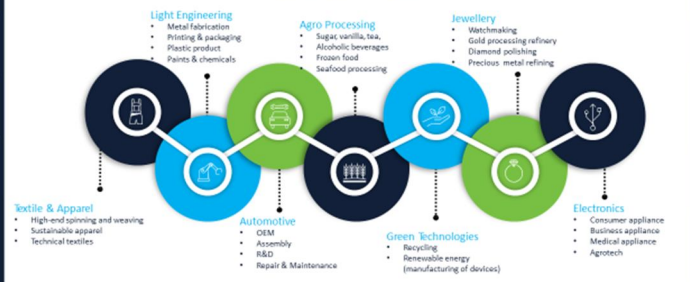 Light Engineering
• Metal fabrication
• Printing & packaging
• Plastic product
• Paints & chemicals
Agro Processing
• Sugar, vanilla, tea,
• Alcoholic beverages
• Frozen food
• Seafood processing
Jewellery
• Watchmaking
• Gold processing refinery
• Diamond polishing
• Precious metal refining
Textile & Apparel
• High-end spinning and weaving
• Sustainable apparel
• Technical textiles
Automotive
• OEM
• Assembly
• R&D
• Repair & Maintenance
Green Technologies
• Recycling
• Renewable energy
(manufacturing of devices)
Electronics
• Consumer appliance
• Business appliance
• Medical appliance
• Agrotech